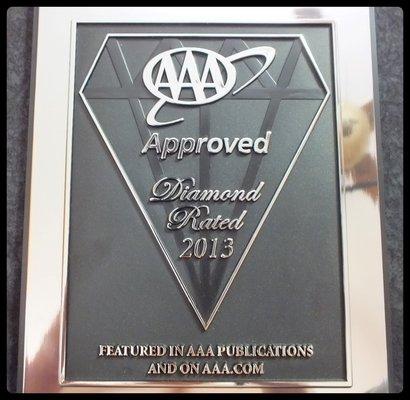 AAA
Approved
Diamond
Rated
2013
FEATURED IN AAA PUBLICATIONS
AND ON AAA.COM